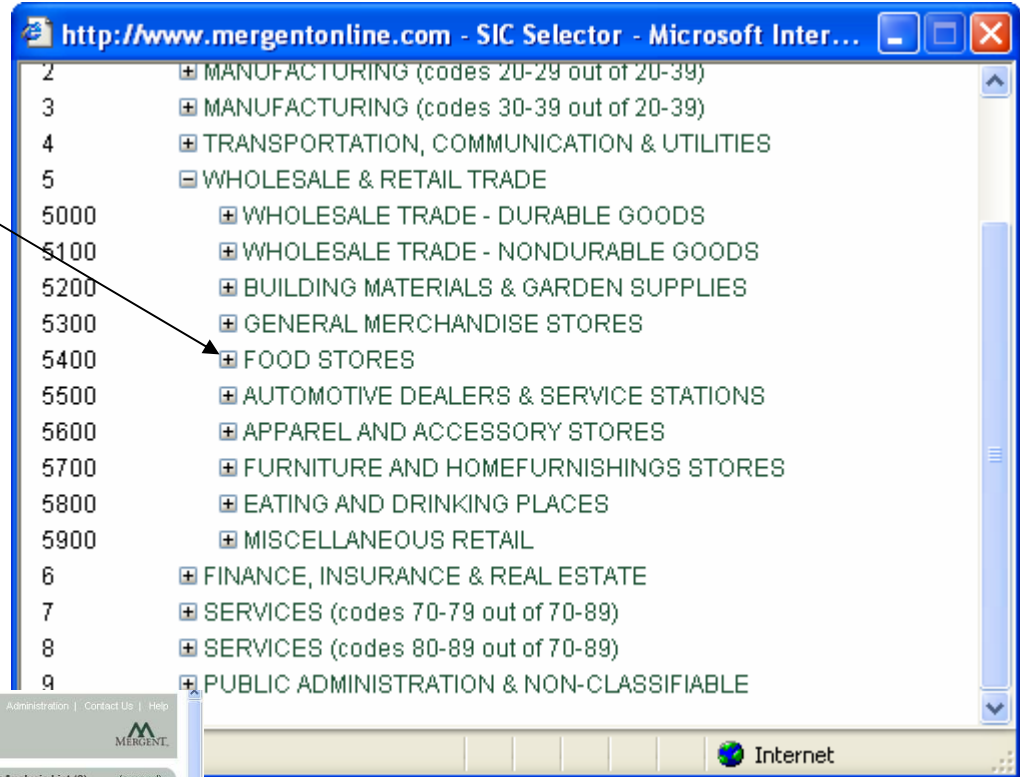 http://www.mergentonline.com - SIC Selector - Microsoft Inter...
2 MANUFACTURING (codes 20-29 out of 20-39)
3 MANUFACTURING (codes 30-39 out of 20-39)
4 TRANSPORTATION, COMMUNICATION & UTILITIES
5 WHOLESALE & RETAIL TRADE
5000 WHOLESALE TRADE - DURABLE GOODS
5100 WHOLESALE TRADE - NONDURABLE GOODS
5200 BUILDING MATERIALS & GARDEN SUPPLIES
5300 GENERAL MERCHANDISE STORES
5400 FOOD STORES
5500 AUTOMOTIVE DEALERS & SERVICE STATIONS
5600 APPAREL AND ACCESSORY STORES
5700 FURNITURE AND HOMEFURNISHINGS STORES
5800 EATING AND DRINKING PLACES
5900 MISCELLANEOUS RETAIL
6 FINANCE, INSURANCE & REAL ESTATE
7 SERVICES (codes 70-79 out of 70-89)
8 SERVICES (codes 80-89 out of 70-89)
9 PUBLIC ADMINISTRATION & NON-CLASSIFIABLE
Administration | Contact Us | Help
MERGENT
Internet